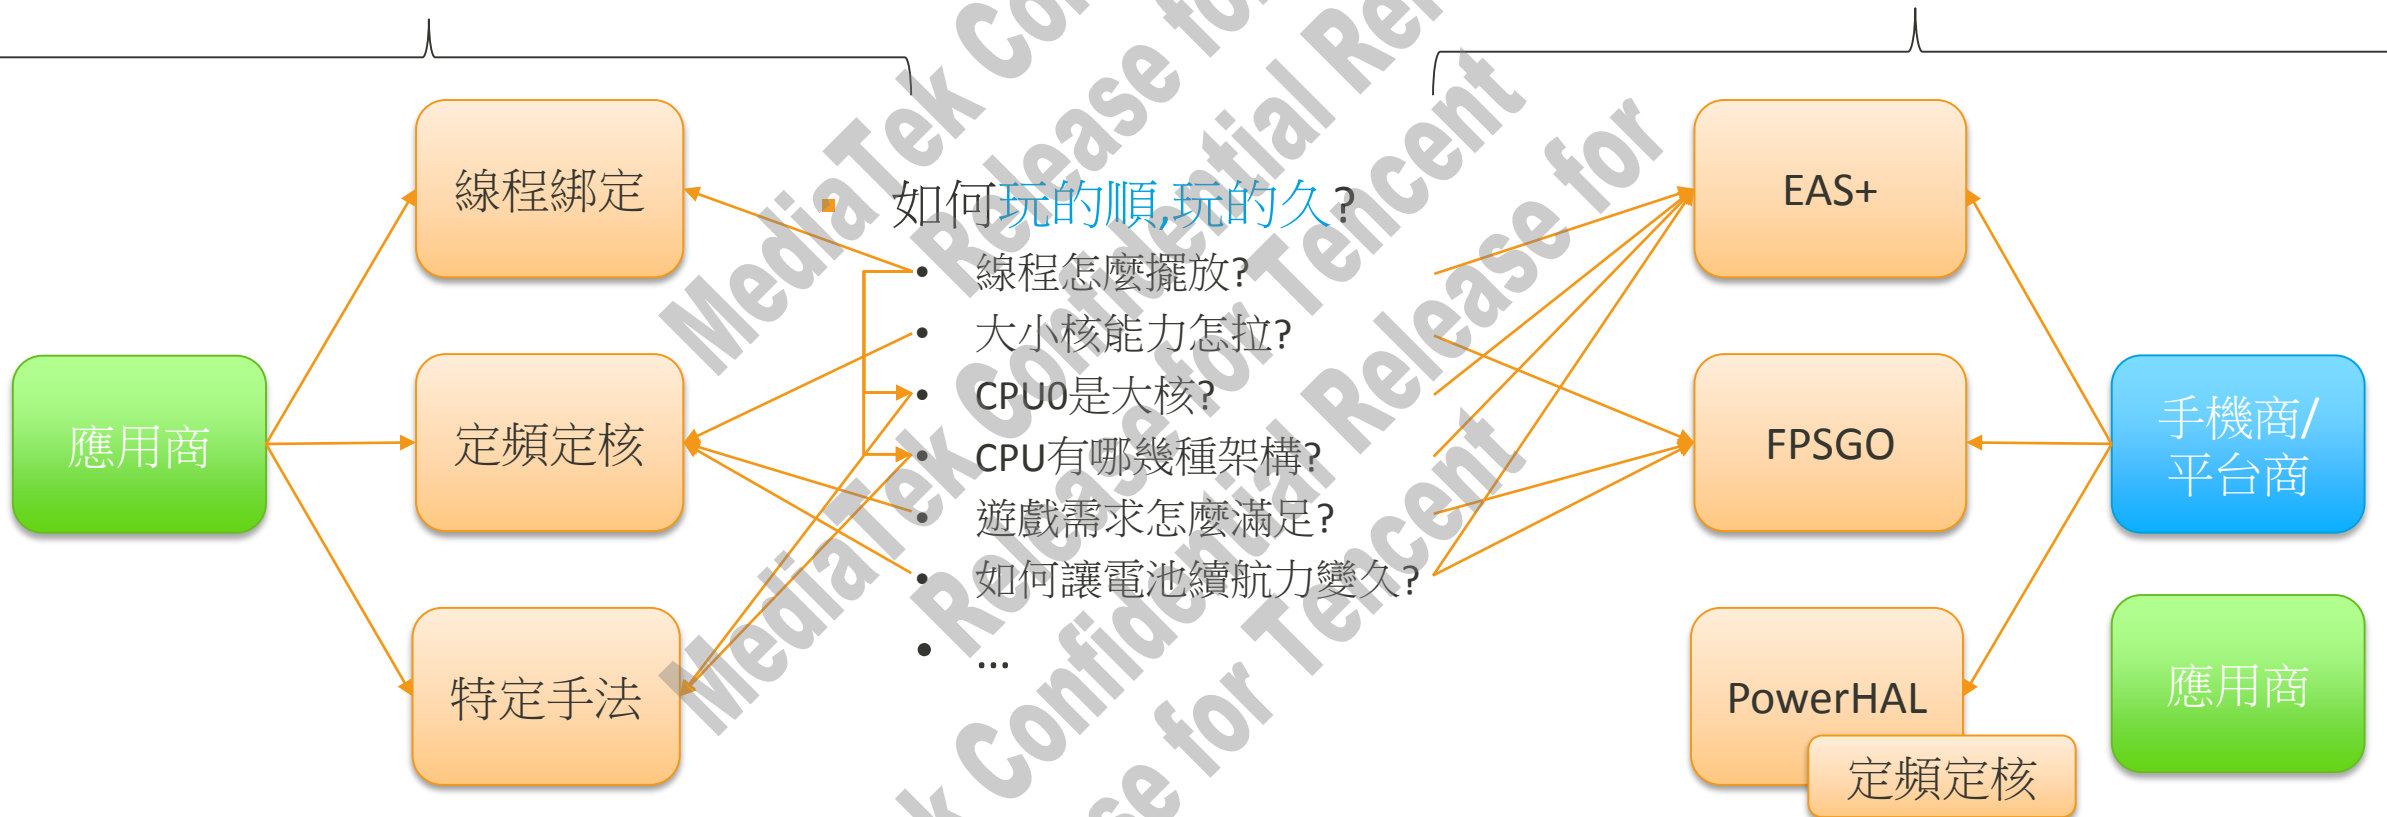 線程綁定
定頻定核
特定手法
應用商
如何玩的順,玩的久?
線程怎麼擺放?
大小核能力怎拉?
CPU0是大核?
CPU有哪幾種架構?
遊戲需求怎麼滿足?
如何讓電池續航力變久?
...
EAS+
FPSGO
PowerHAL
定頻定核
手機商/
平台商
應用商
MediaTek Confidential Release for
Release for Tencent
MediaTek Confidential Release for
Release for Tencent